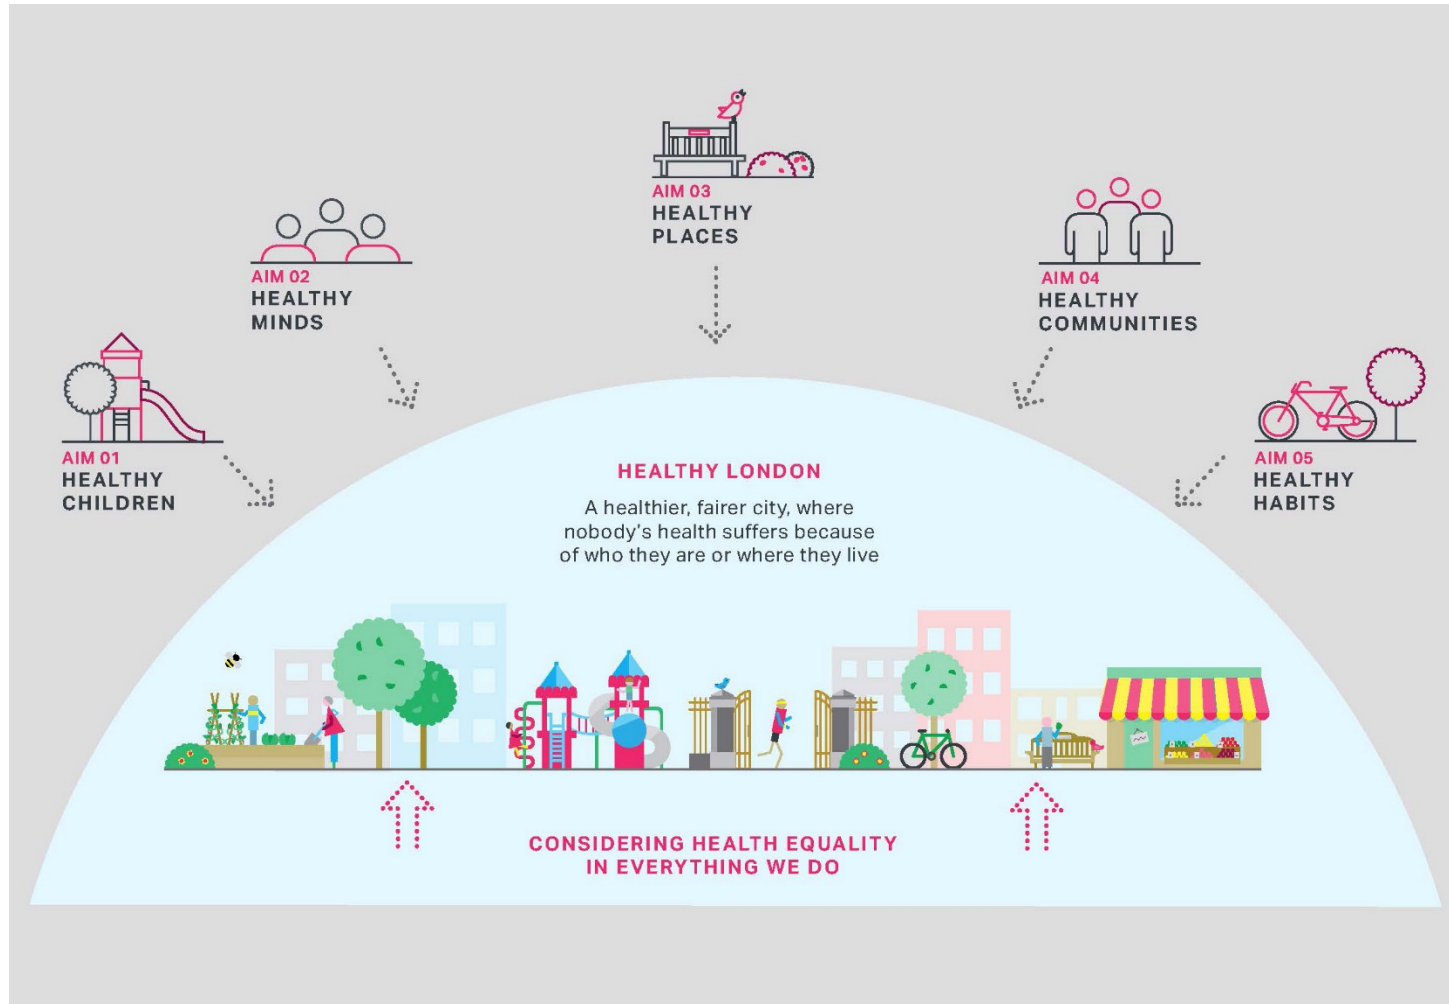 AIM 01
HEALTHY
CHILDREN
AIM 02
HEALTHY
MINDS
AIM 03
HEALTHY
PLACES
AIM 04
HEALTHY
COMMUNITIES
AIM 05
HEALTHY
HABITS
HEALTHY LONDON
A healthier, fairer city, where
nobody's health suffers because
of who they are or where they live
CONSIDERING HEALTH EQUALITY
IN EVERYTHING WE DO